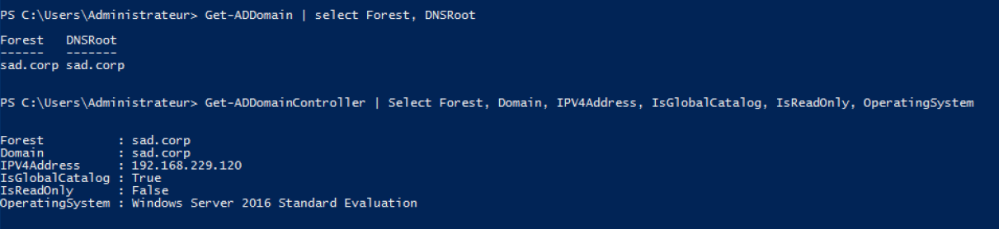 PS C:\Users\Administrateur> Get-ADDomain | select Forest, DNSRoot
Forest   DNSRoot
------   -------
sad.corp sad.corp
PS C:\Users\Administrateur> Get-ADDomainController | Select Forest, Domain, IPV4Address, IsGlobalCatalog, IsReadOnly, OperatingSystem
Forest          : sad.corp
Domain          : sad.corp
IPV4Address     : 192.168.229.120
IsGlobalCatalog : True
IsReadOnly      : False
OperatingSystem : Windows Server 2016 Standard Evaluation